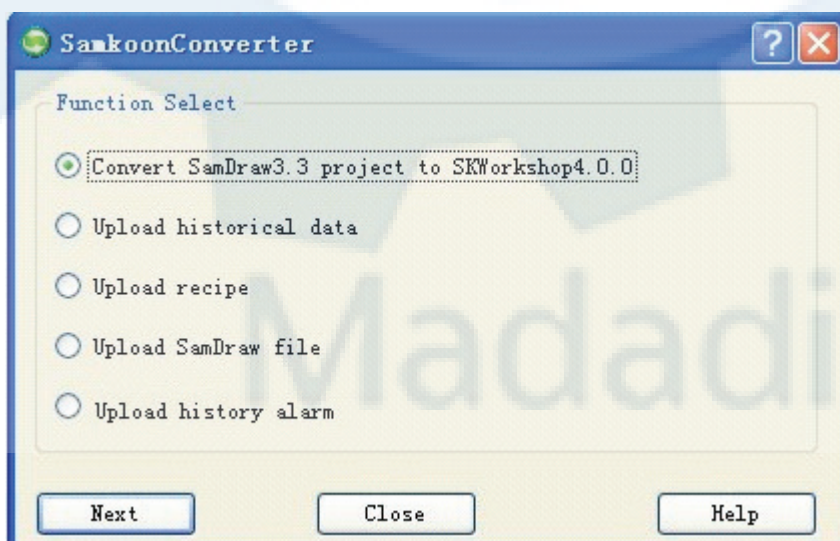 SamkoonConverter
Function Select
Convert SamDraw3.3 project to SKWorkshop4.0.0
Upload historical data
Upload recipe
Upload SamDraw file
Upload history alarm
Next Close Help
Madadi